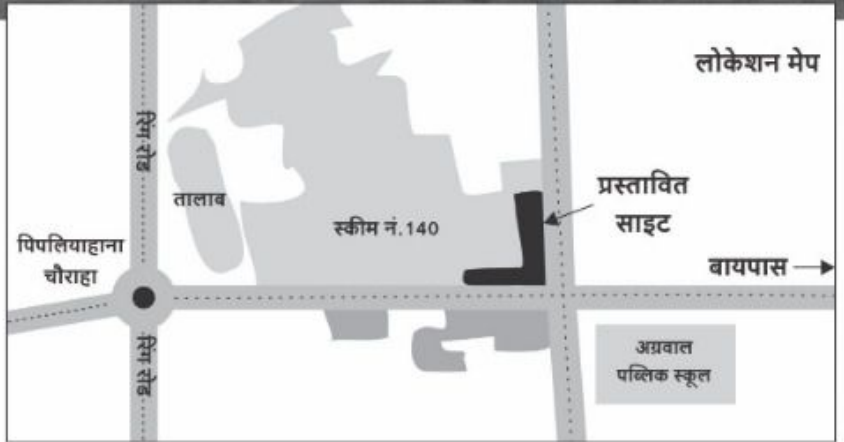 लोकेशन मेप
रिंग रोड
तालाब
स्कीम नं.140
प्रस्तावित
साइट
पिपलियाहाना
चौराहा
बायपास
रिंग रोड
अग्रवाल
पब्लिक स्कूल